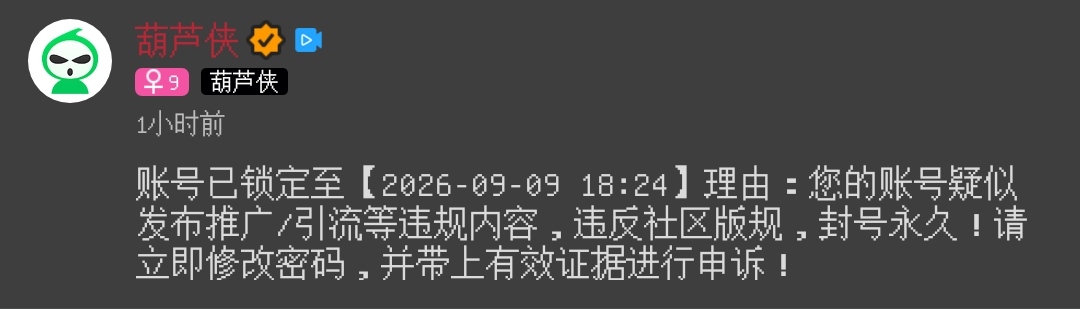 葫芦侠
♀9 葫芦侠
1小时前
账号已锁定至【2026-09-09 18:24】理由：您的账号疑似
发布推广/引流等违规内容，违反社区版规，封号永久！请
立即修改密码，并带上有效证据进行申诉！